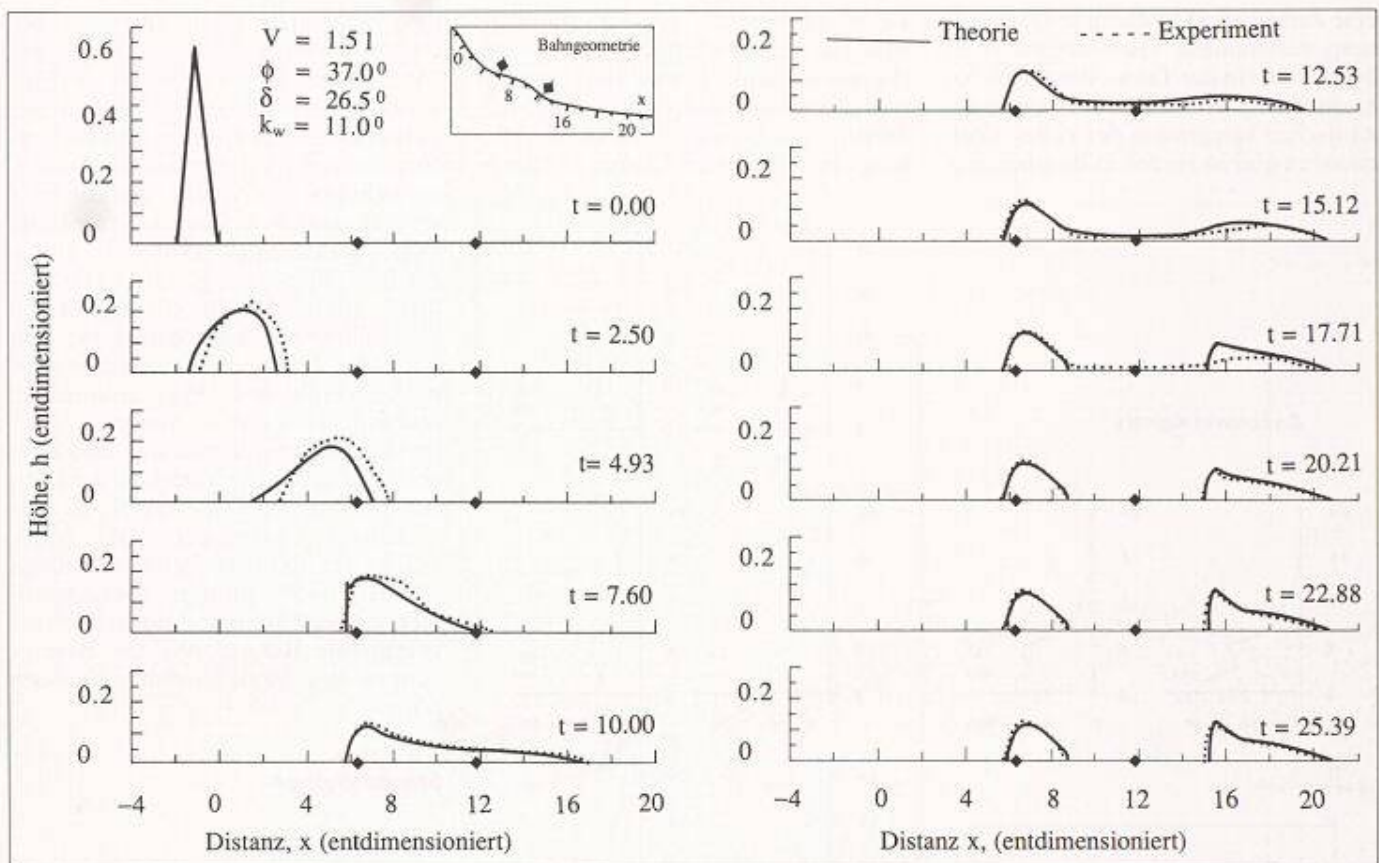 Höhe, h (entdimensioniert)
0.6
0.4
0.2
0
V = 1.5 l
ϕ = 37.0⁰
δ = 26.5⁰
k_w = 11.0⁰
Bahngeometrie
0
8
16
20
x
t = 0.00
0.2
0
t = 2.50
0.2
0
t= 4.93
0.2
0
t = 7.60
0.2
0
t = 10.00
−4 0 4 8 12 16 20
Distanz, x (entdimensioniert)
Theorie Experiment
0.2
0
t = 12.53
0.2
0
t = 15.12
0.2
0
t = 17.71
0.2
0
t = 20.21
0.2
0
t = 22.88
0.2
0
t = 25.39
−4 0 4 8 12 16 20
Distanz x, (entdimensioniert)